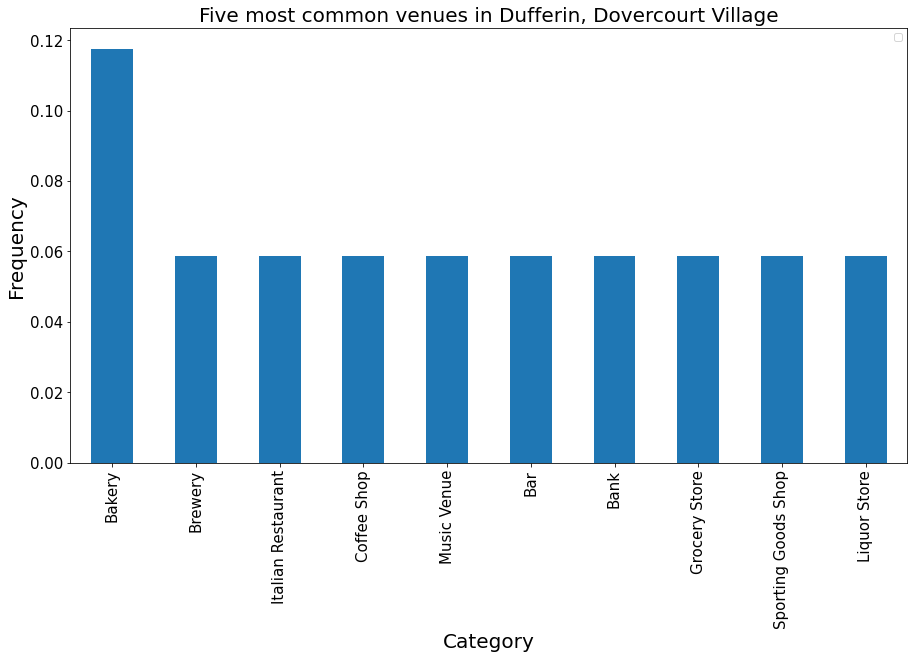 Five most common venues in Dufferin, Dovercourt Village
0.12
0.10
0.08
0.06
0.04
0.02
0.00
Frequency
Bakery
Brewery
Italian Restaurant
Coffee Shop
Music Venue
Bar
Bank
Grocery Store
Sporting Goods Shop
Liquor Store
Category